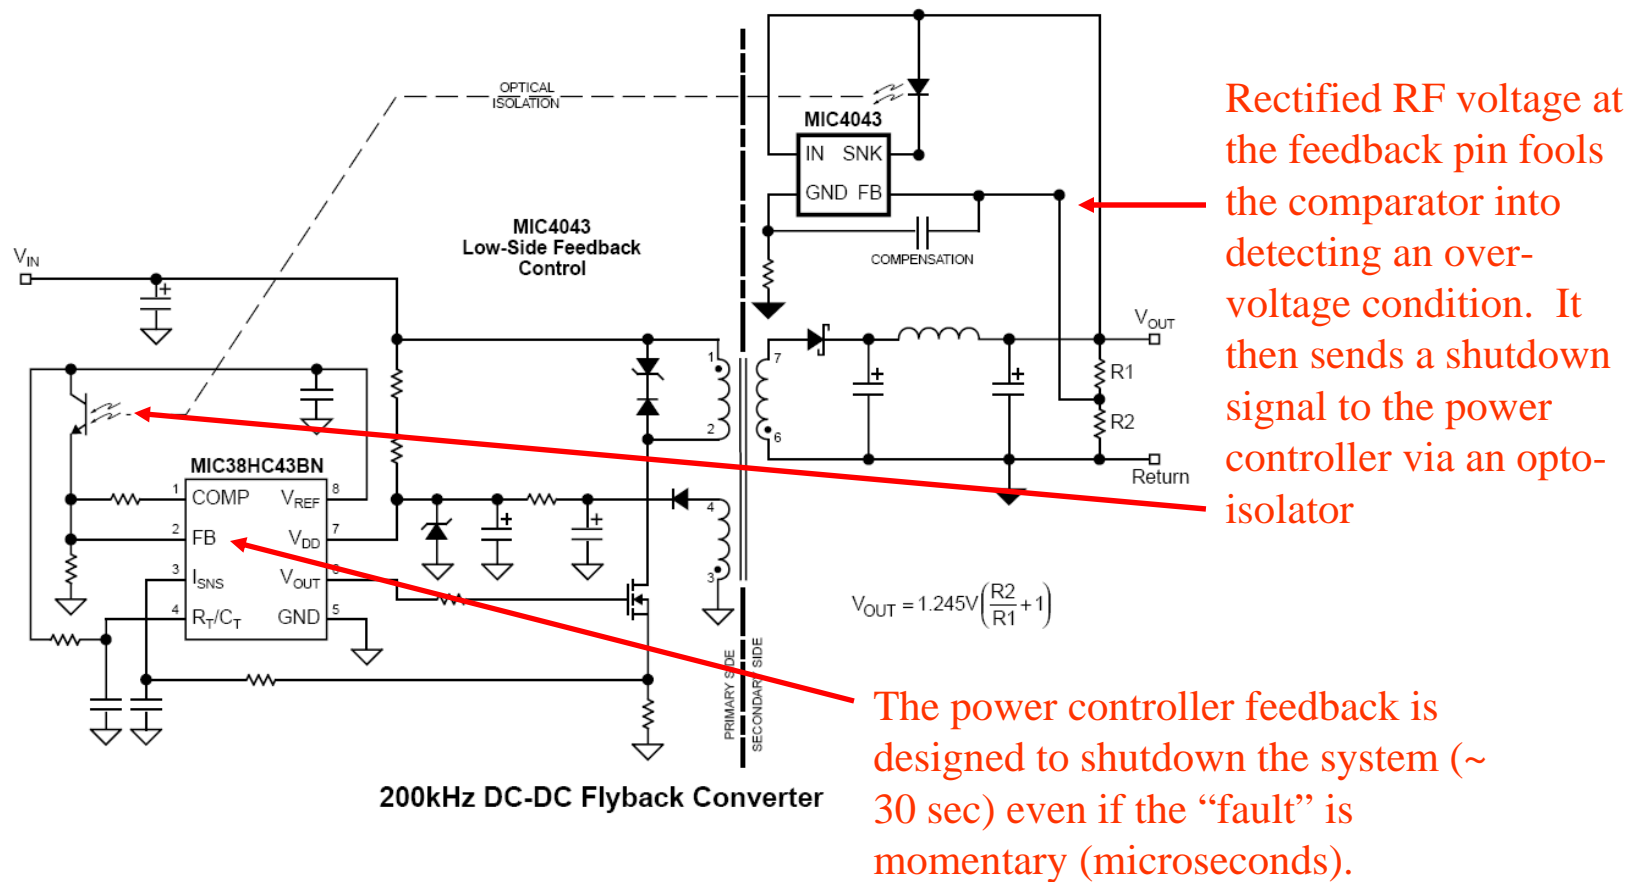 OPTICAL
ISOLATION
MIC4043
IN SNK
GND FB
COMPENSATION
MIC4043
Low-Side Feedback
Control
VIN
Rectified RF voltage at
the feedback pin fools
the comparator into
detecting an over-
voltage condition. It
then sends a shutdown
signal to the power
controller via an opto-
isolator
VOUT
R1
R2
Return
1
2
7
6
4
3
MIC38HC43BN
1 COMP VREF 8
2 FB VDD 7
3 ISNS VOUT 6
4 RT/CT GND 5
VOUT = 1.245V(R2/R1 + 1)
PRIMARY SIDE
SECONDARY SIDE
The power controller feedback is
designed to shutdown the system (~
30 sec) even if the “fault” is
momentary (microseconds).
200kHz DC-DC Flyback Converter